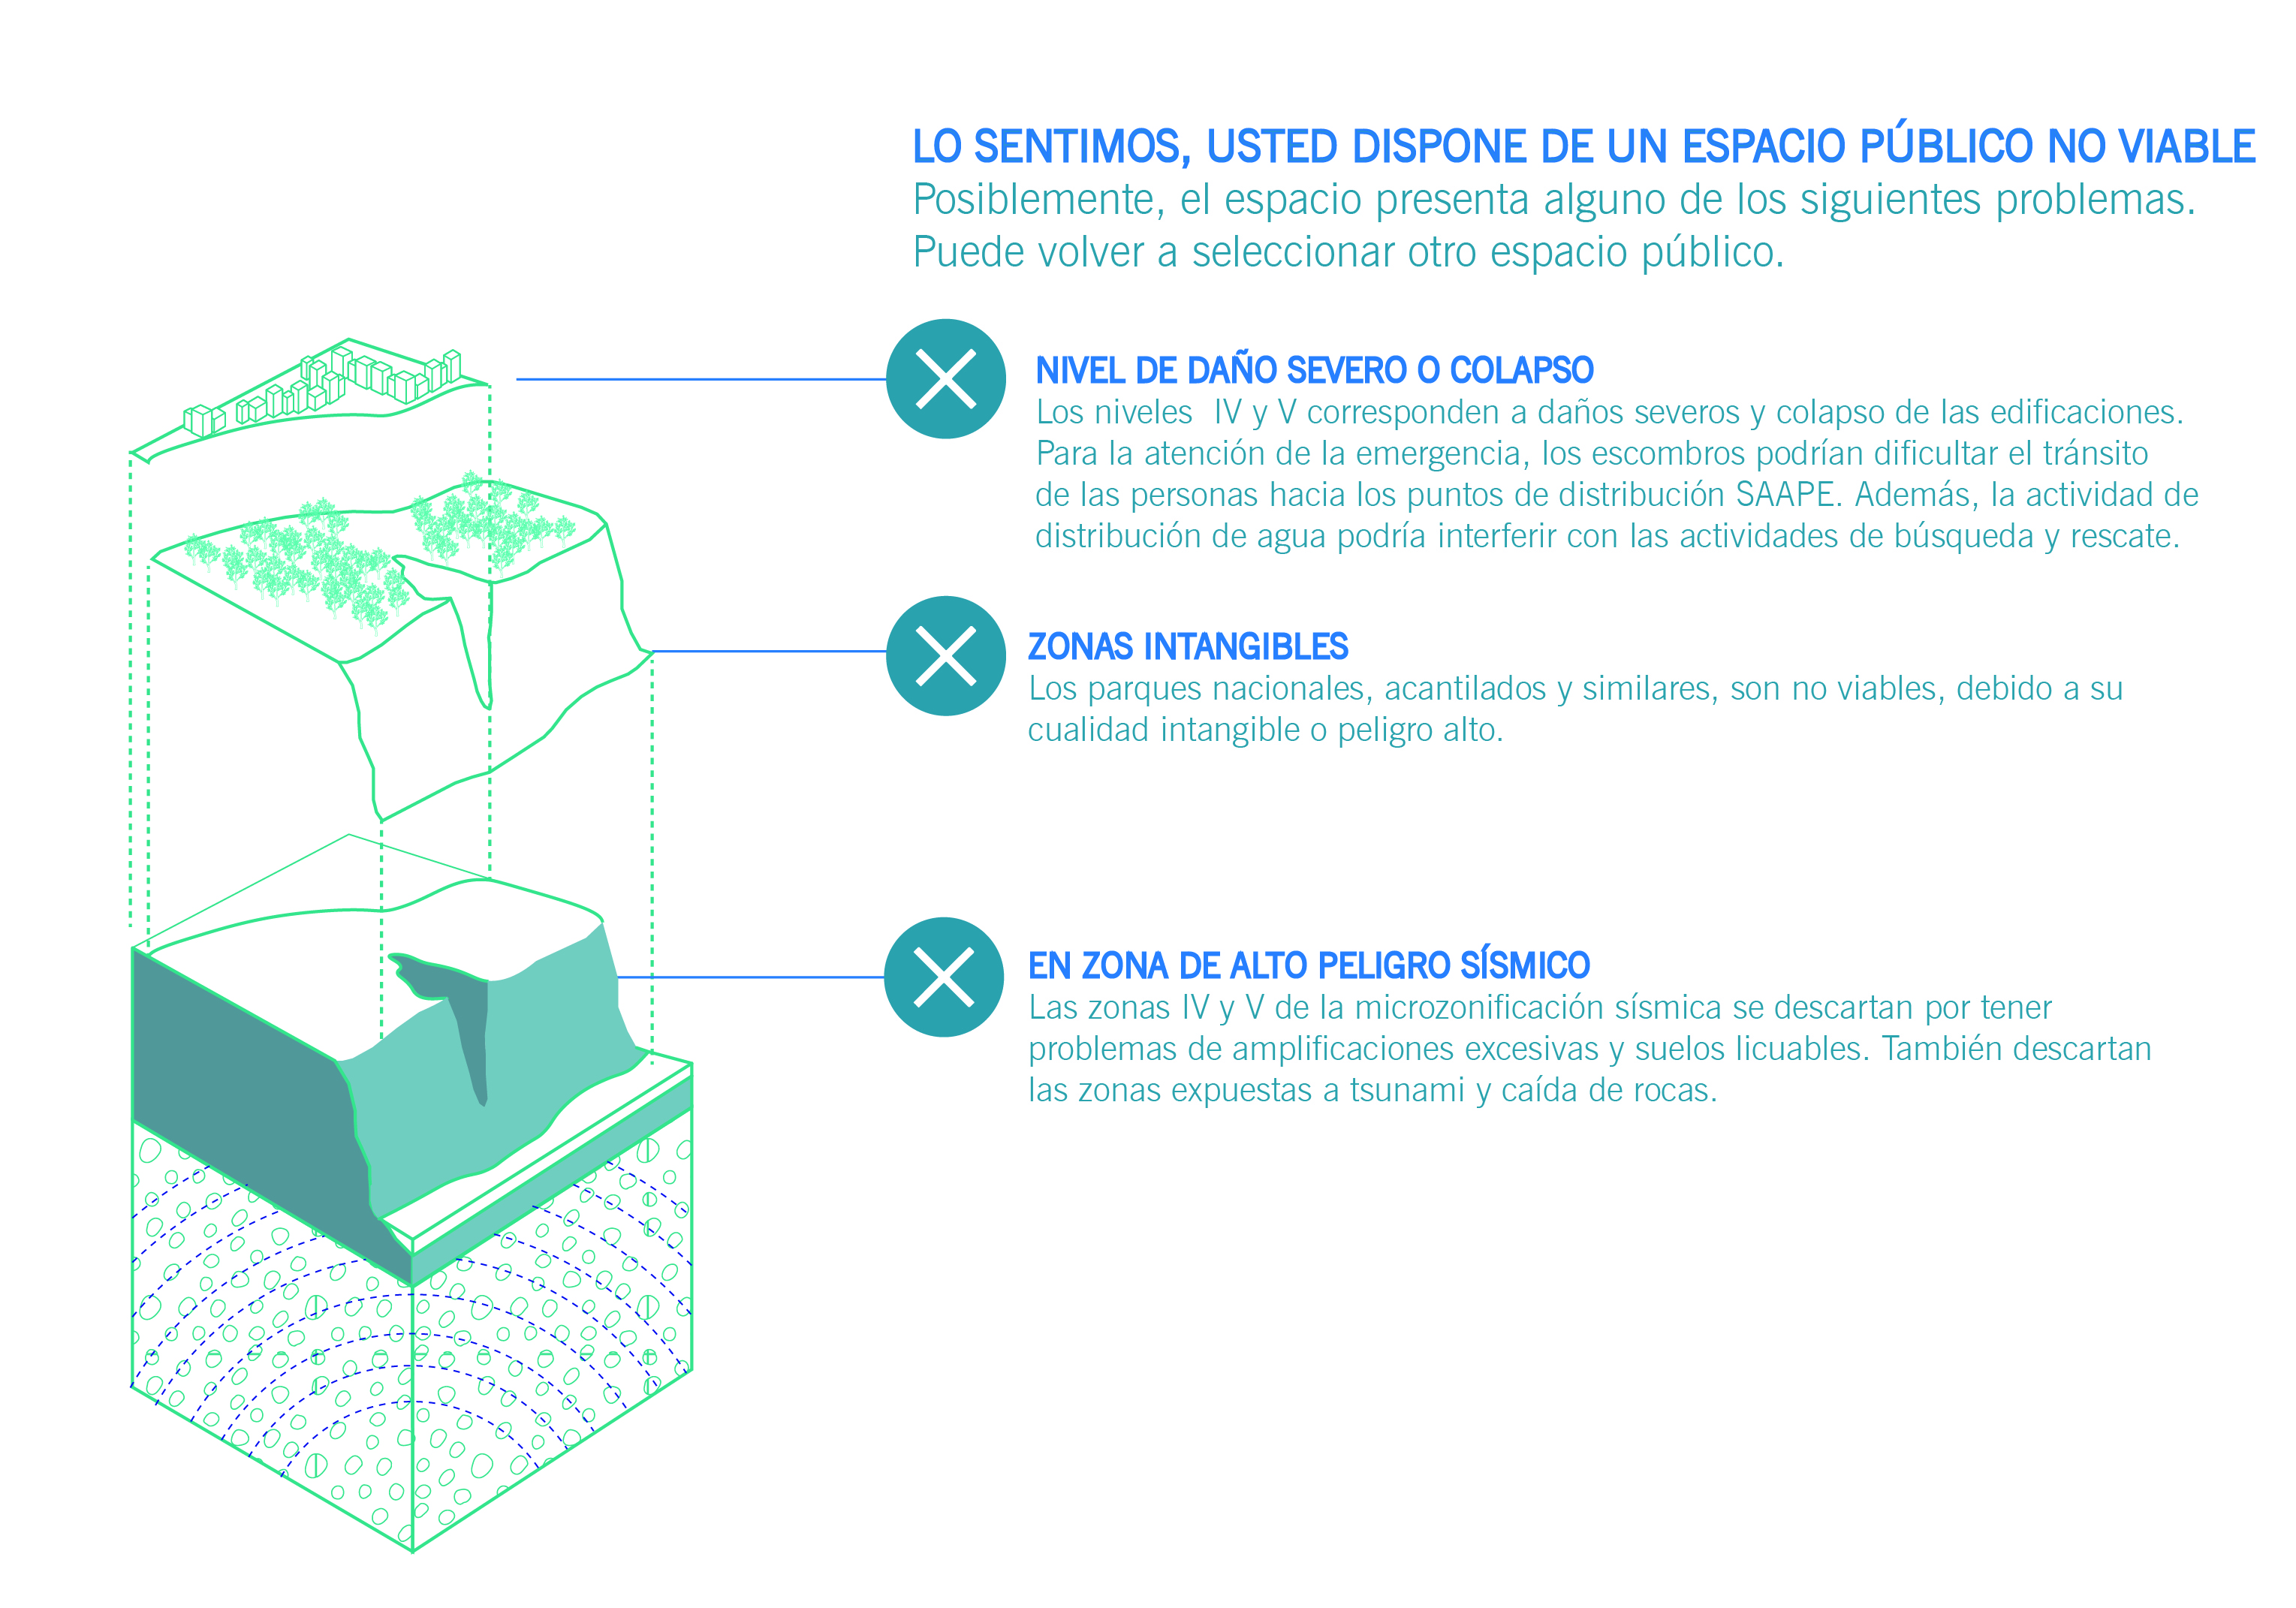 LO SENTIMOS, USTED DISPONE DE UN ESPACIO PÚBLICO NO VIABLE
Posiblemente, el espacio presenta alguno de los siguientes problemas.
Puede volver a seleccionar otro espacio público.
NIVEL DE DAÑO SEVERO O COLAPSO
Los niveles IV y V corresponden a daños severos y colapso de las edificaciones.
Para la atención de la emergencia, los escombros podrían dificultar el tránsito
de las personas hacia los puntos de distribución SAAPE. Además, la actividad de
distribución de agua podría interferir con las actividades de búsqueda y rescate.
ZONAS INTANGIBLES
Los parques nacionales, acantilados y similares, son no viables, debido a su
cualidad intangible o peligro alto.
EN ZONA DE ALTO PELIGRO SÍSMICO
Las zonas IV y V de la microzonificación sísmica se descartan por tener
problemas de amplificaciones excesivas y suelos licuables. También descartan
las zonas expuestas a tsunami y caída de rocas.